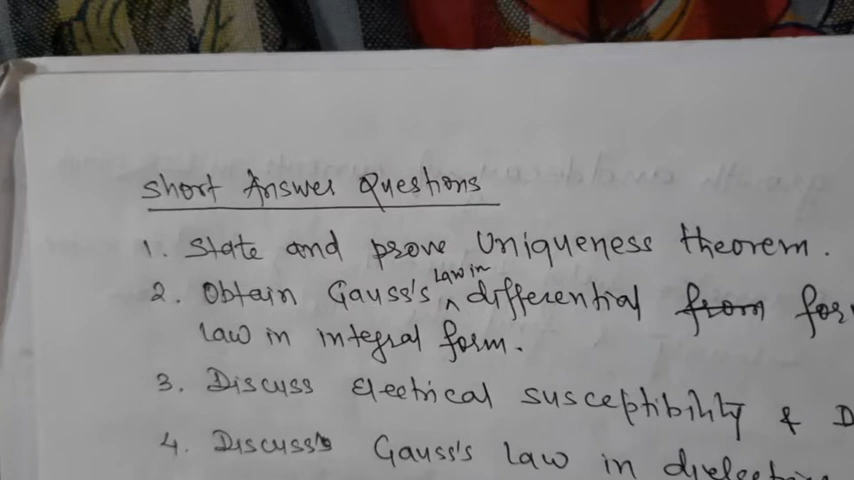 Short Answer Questions
1. State and prove Uniqueness theorem.
2. Obtain Gauss's law in differential from for
law in integral form.
3. Discuss Electrical susceptibility & D
4. Discuss Gauss's law in dielectric